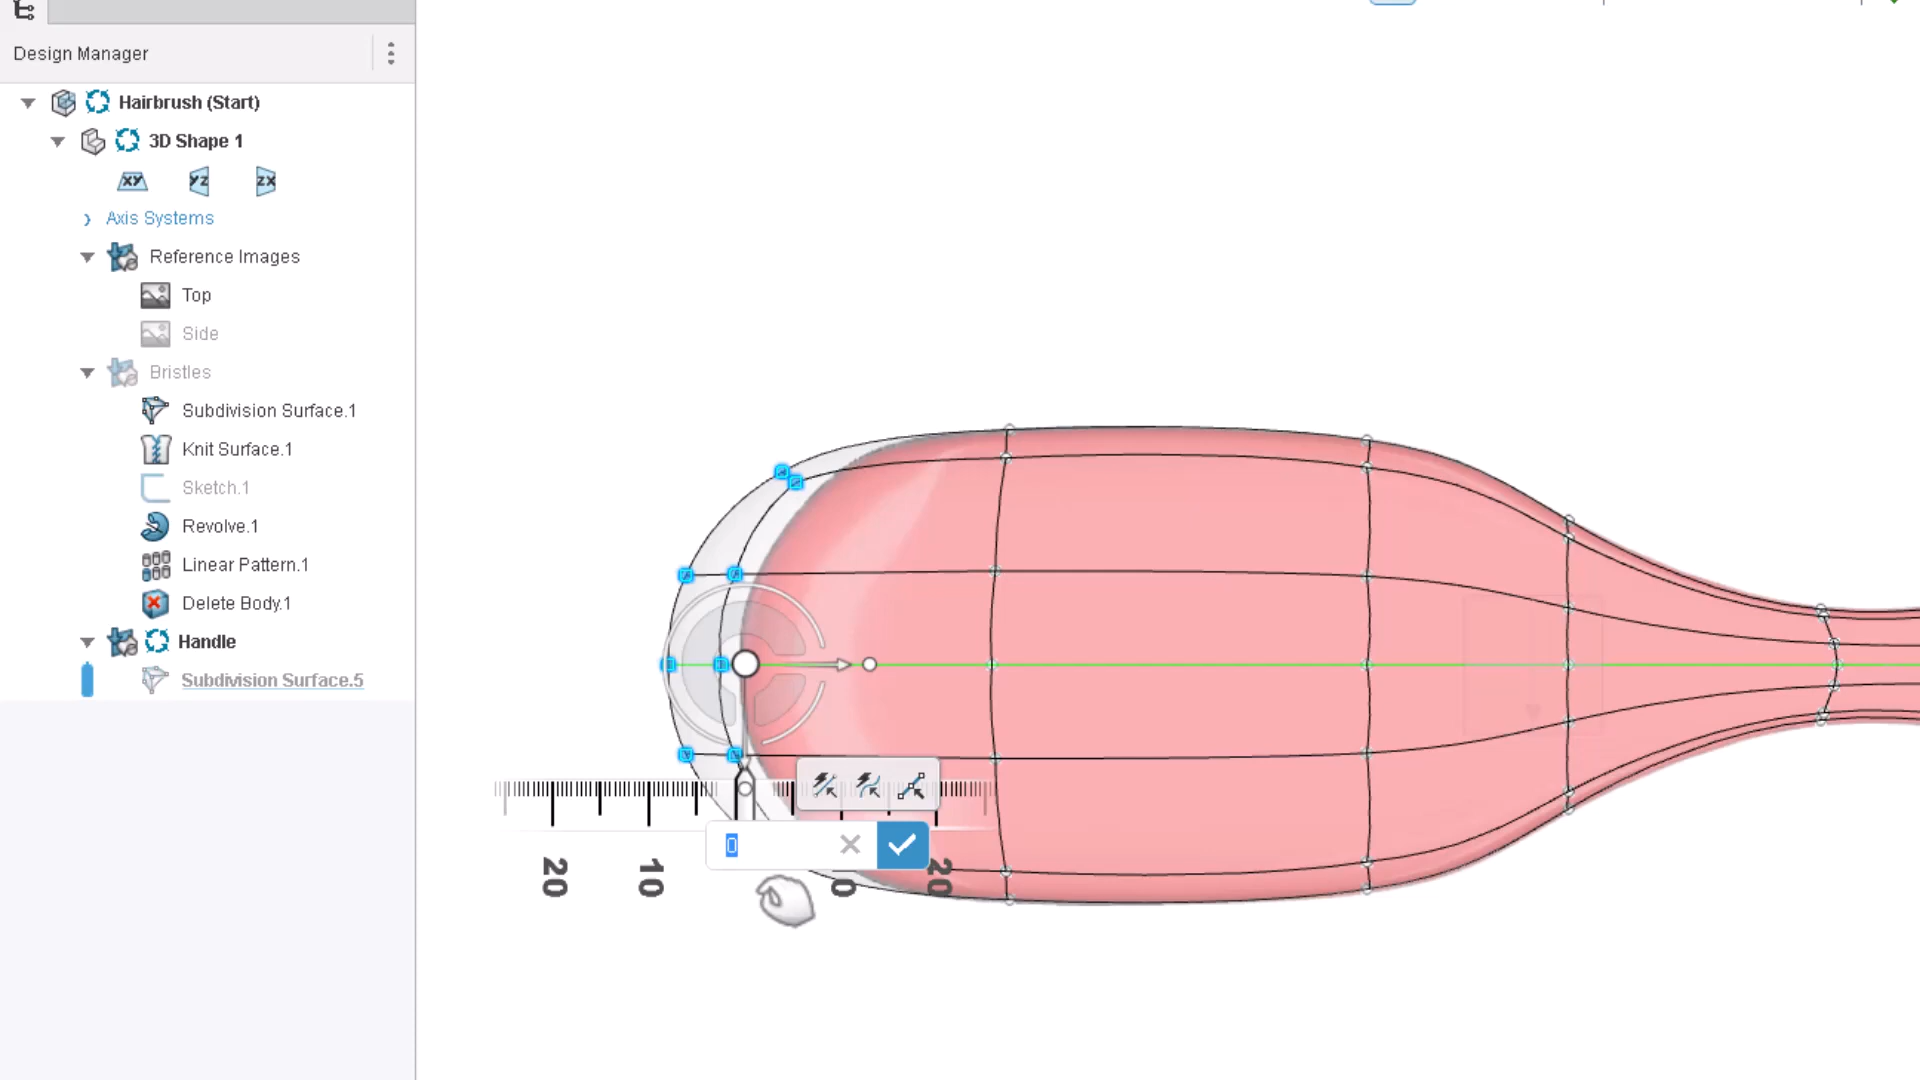 Design Manager
Hairbrush (Start)
3D Shape 1
XY YZ ZX
Axis Systems
Reference Images
Top
Side
Bristles
Subdivision Surface.1
Knit Surface.1
Sketch.1
Revolve.1
Linear Pattern.1
Delete Body.1
Handle
Subdivision Surface.5
0
20 10 0 20